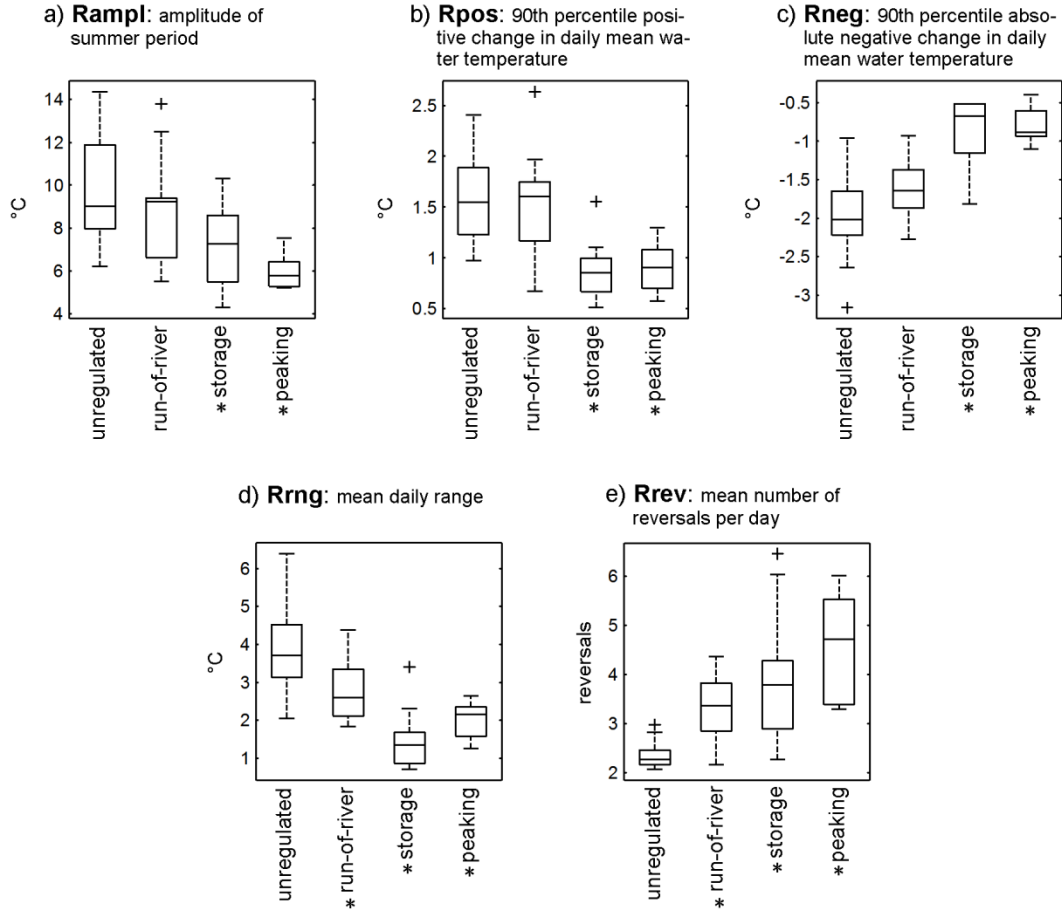 a) Rampl: amplitude of
summer period
14
12
10
8
6
4
°C
unregulated
run-of-river
* storage
* peaking
b) Rpos: 90th percentile posi-
tive change in daily mean wa-
ter temperature
2.5
2
1.5
1
0.5
°C
unregulated
run-of-river
* storage
* peaking
c) Rneg: 90th percentile abso-
lute negative change in daily
mean water temperature
-0.5
-1
-1.5
-2
-2.5
-3
°C
unregulated
run-of-river
* storage
* peaking
d) Rrng: mean daily range
6
5
4
3
2
1
°C
unregulated
* run-of-river
* storage
* peaking
e) Rrev: mean number of
reversals per day
6
5
4
3
2
reversals
unregulated
* run-of-river
* storage
* peaking